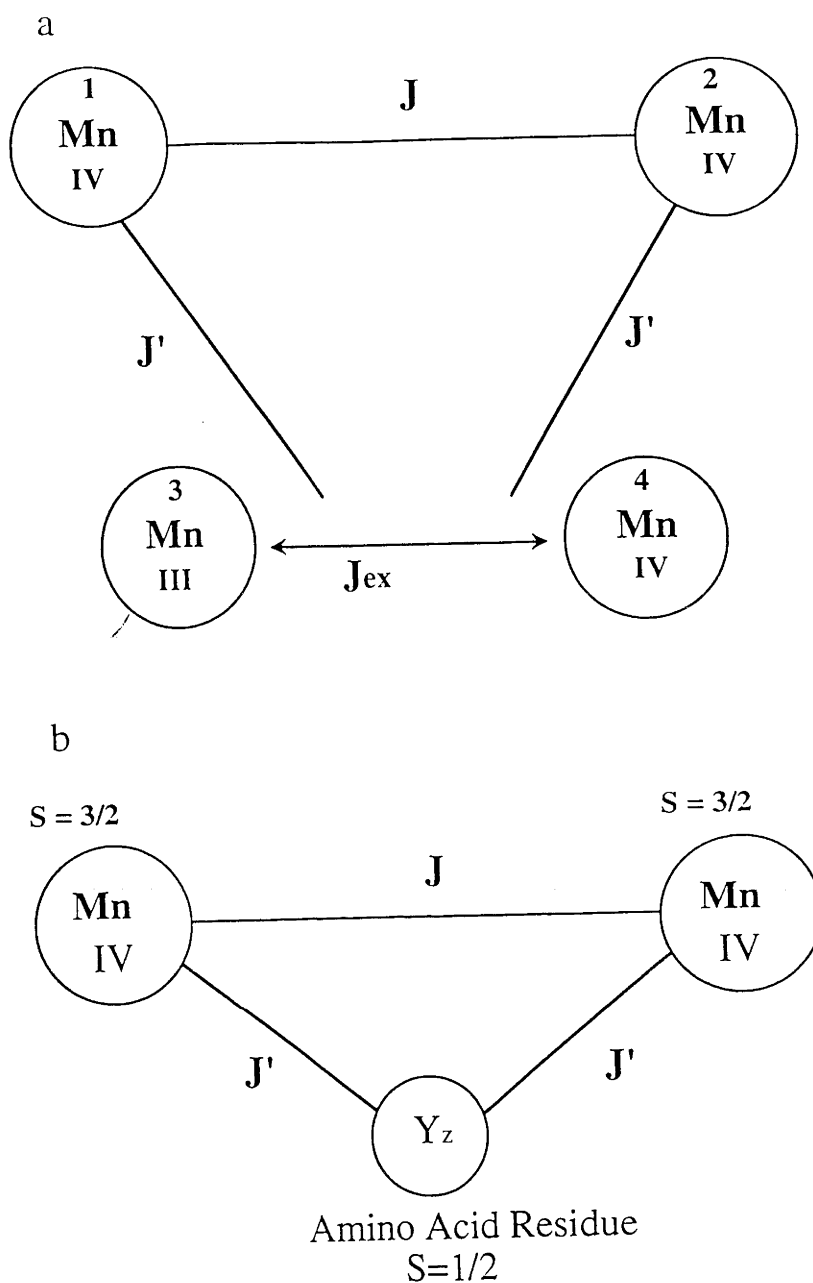 a
1
Mn
IV
J
2
Mn
IV
J'
J'
3
Mn
III
Jex
4
Mn
IV
b
S = 3/2
S = 3/2
Mn
IV
J
Mn
IV
J'
J'
Yz
Amino Acid Residue
S=1/2